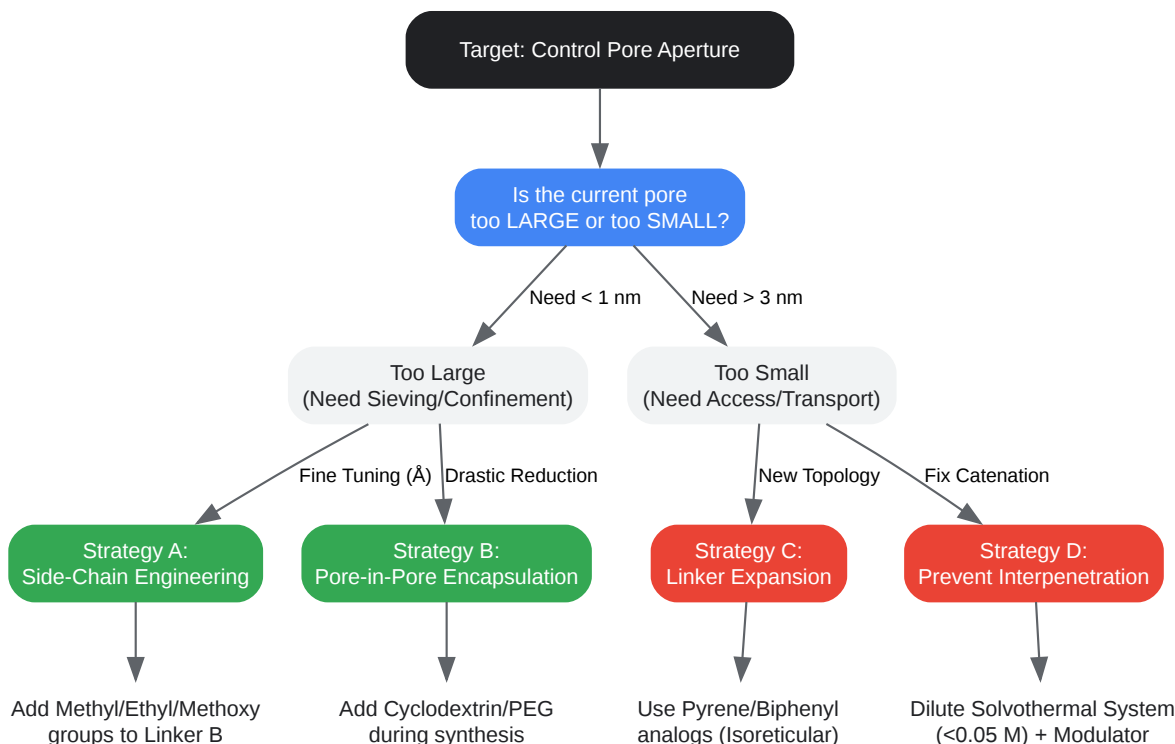 Target: Control Pore Aperture
Is the current pore
too LARGE or too SMALL?
Need < 1 nm
Need > 3 nm
Too Large
(Need Sieving/Confinement)
Too Small
(Need Access/Transport)
Fine Tuning (Å)
Drastic Reduction
New Topology
Fix Catenation
Strategy A:
Side-Chain Engineering
Strategy B:
Pore-in-Pore Encapsulation
Strategy C:
Linker Expansion
Strategy D:
Prevent Interpenetration
Add Methyl/Ethyl/Methoxy
groups to Linker B
Add Cyclodextrin/PEG
during synthesis
Use Pyrene/Biphenyl
analogs (Isoreticular)
Dilute Solvothermal System
(<0.05 M) + Modulator